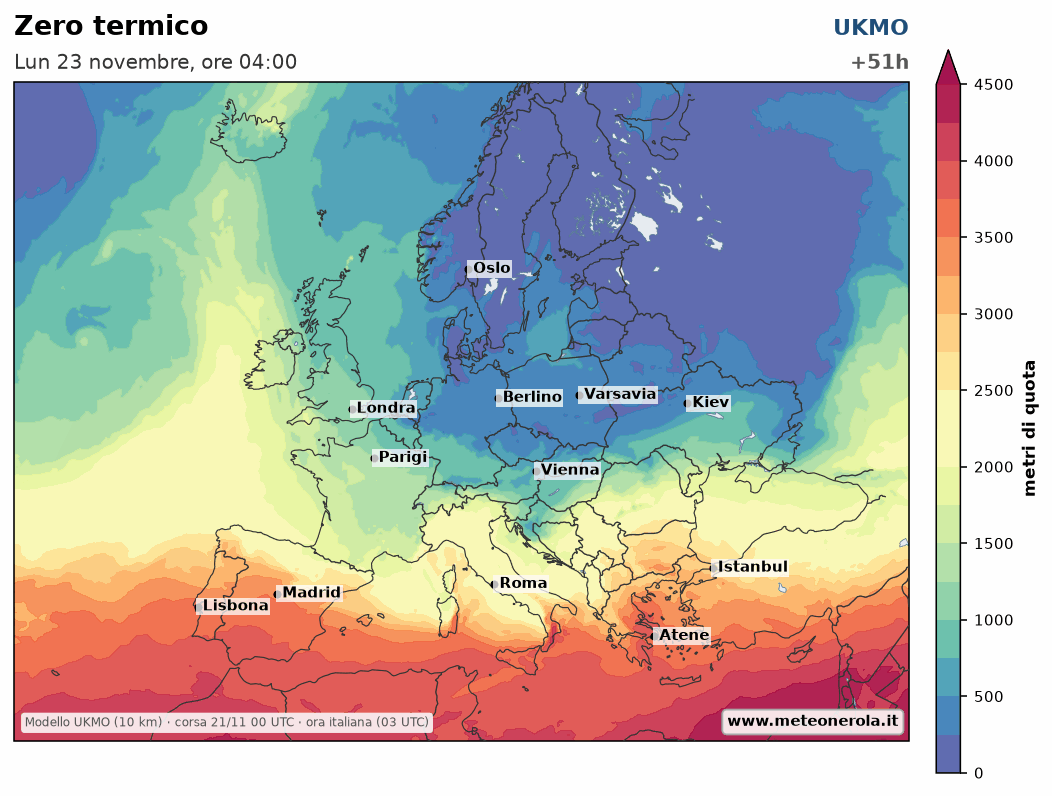 Zero termico
UKMO
Lun 23 novembre, ore 04:00
+51h
Oslo
Londra
Berlino
Varsavia
Kiev
Parigi
Vienna
Istanbul
Roma
Madrid
Lisbona
Atene
Modello UKMO (10 km) · corsa 21/11 00 UTC · ora italiana (03 UTC)
www.meteonerola.it
4500
4000
3500
3000
2500
2000
1500
1000
500
0
metri di quota